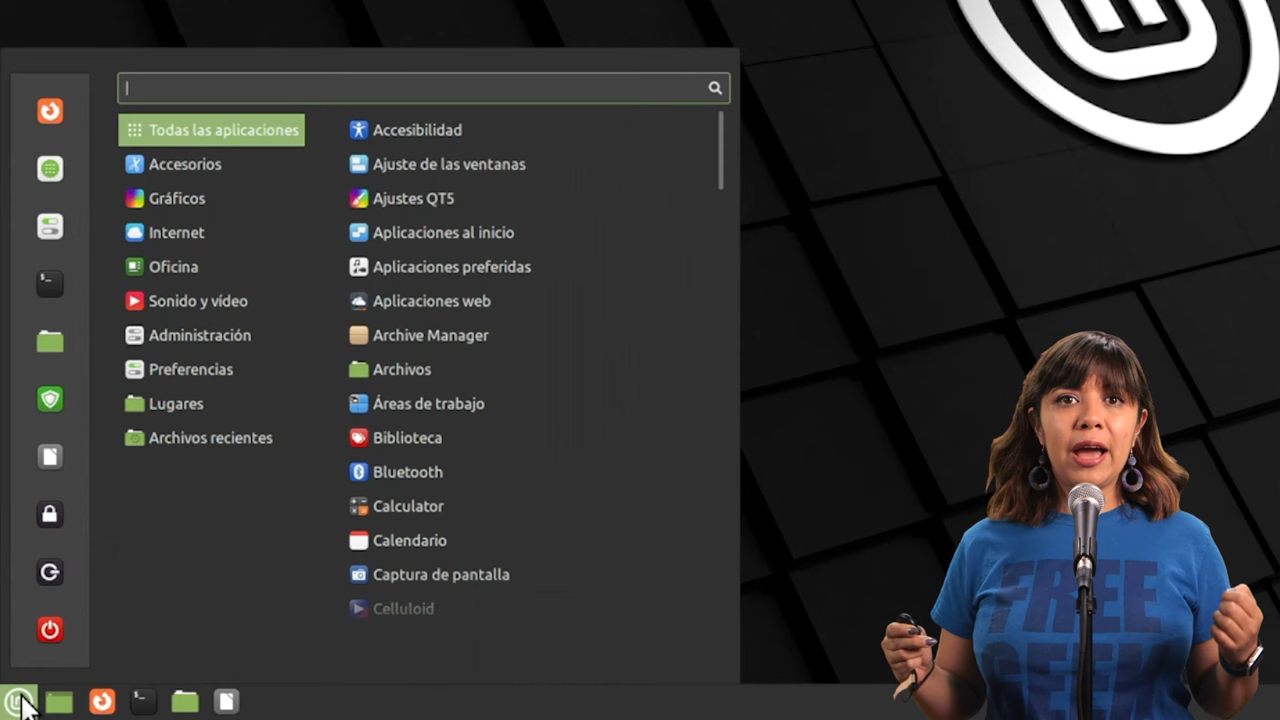 Todas las aplicaciones
Accesorios
Gráficos
Internet
Oficina
Sonido y vídeo
Administración
Preferencias
Lugares
Archivos recientes
Accesibilidad
Ajuste de las ventanas
Ajustes QT5
Aplicaciones al inicio
Aplicaciones preferidas
Aplicaciones web
Archive Manager
Archivos
Áreas de trabajo
Biblioteca
Bluetooth
Calculator
Calendario
Captura de pantalla
Celluloid
FREE
GEEK